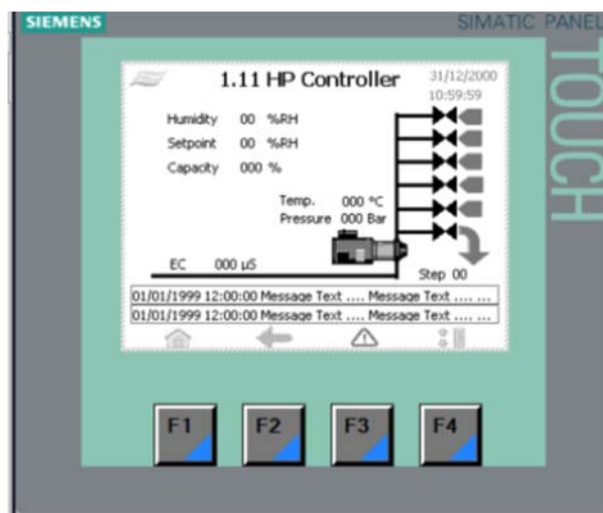 SIEMENS
SIMATIC PANEL
TOUCH
1.11 HP Controller
31/12/2000
10:59:59
Humidity 00 %RH
Setpoint 00 %RH
Capacity 000 %
Temp. 000 °C
Pressure 000 Bar
EC 000 µS
Step 00
01/01/1999 12:00:00 Message Text .... Message Text .... ...
01/01/1999 12:00:00 Message Text .... Message Text .... ...
F1 F2 F3 F4